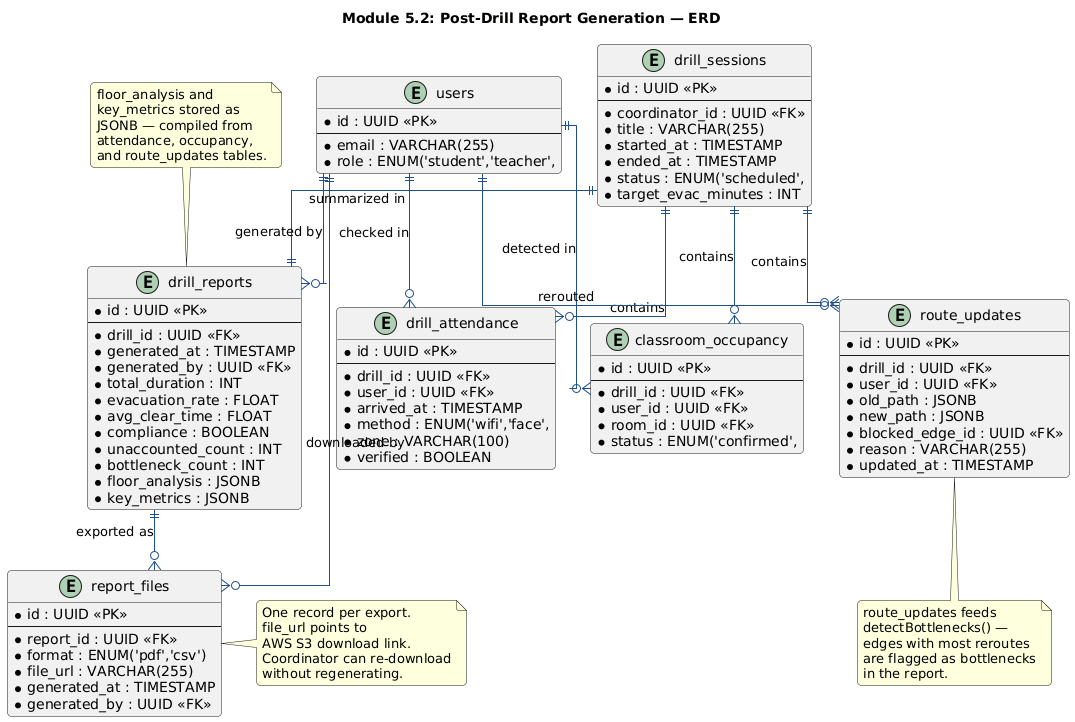 Module 5.2: Post-Drill Report Generation — ERD
E drill_sessions
id : UUID «PK»
coordinator_id : UUID «FK»
title : VARCHAR(255)
started_at : TIMESTAMP
ended_at : TIMESTAMP
status : ENUM('scheduled',
target_evac_minutes : INT
E users
id : UUID «PK»
email : VARCHAR(255)
role : ENUM('student','teacher',
floor_analysis and
key_metrics stored as
JSONB — compiled from
attendance, occupancy,
and route_updates tables.
summarized in
generated by
checked in
detected in
contains
contains
rerouted
contains
E drill_reports
id : UUID «PK»
drill_id : UUID «FK»
generated_at : TIMESTAMP
generated_by : UUID «FK»
total_duration : INT
evacuation_rate : FLOAT
avg_clear_time : FLOAT
compliance : BOOLEAN
unaccounted_count : INT
bottleneck_count : INT
floor_analysis : JSONB
key_metrics : JSONB
E drill_attendance
id : UUID «PK»
drill_id : UUID «FK»
user_id : UUID «FK»
arrived_at : TIMESTAMP
method : ENUM('wifi','face',
zone : VARCHAR(100)
verified : BOOLEAN
downloaded by
E classroom_occupancy
id : UUID «PK»
drill_id : UUID «FK»
user_id : UUID «FK»
room_id : UUID «FK»
status : ENUM('confirmed',
E route_updates
id : UUID «PK»
drill_id : UUID «FK»
user_id : UUID «FK»
old_path : JSONB
new_path : JSONB
blocked_edge_id : UUID «FK»
reason : VARCHAR(255)
updated_at : TIMESTAMP
exported as
E report_files
id : UUID «PK»
report_id : UUID «FK»
format : ENUM('pdf','csv')
file_url : VARCHAR(255)
generated_at : TIMESTAMP
generated_by : UUID «FK»
One record per export.
file_url points to
AWS S3 download link.
Coordinator can re-download
without regenerating.
route_updates feeds
detectBottlenecks() —
edges with most reroutes
are flagged as bottlenecks
in the report.